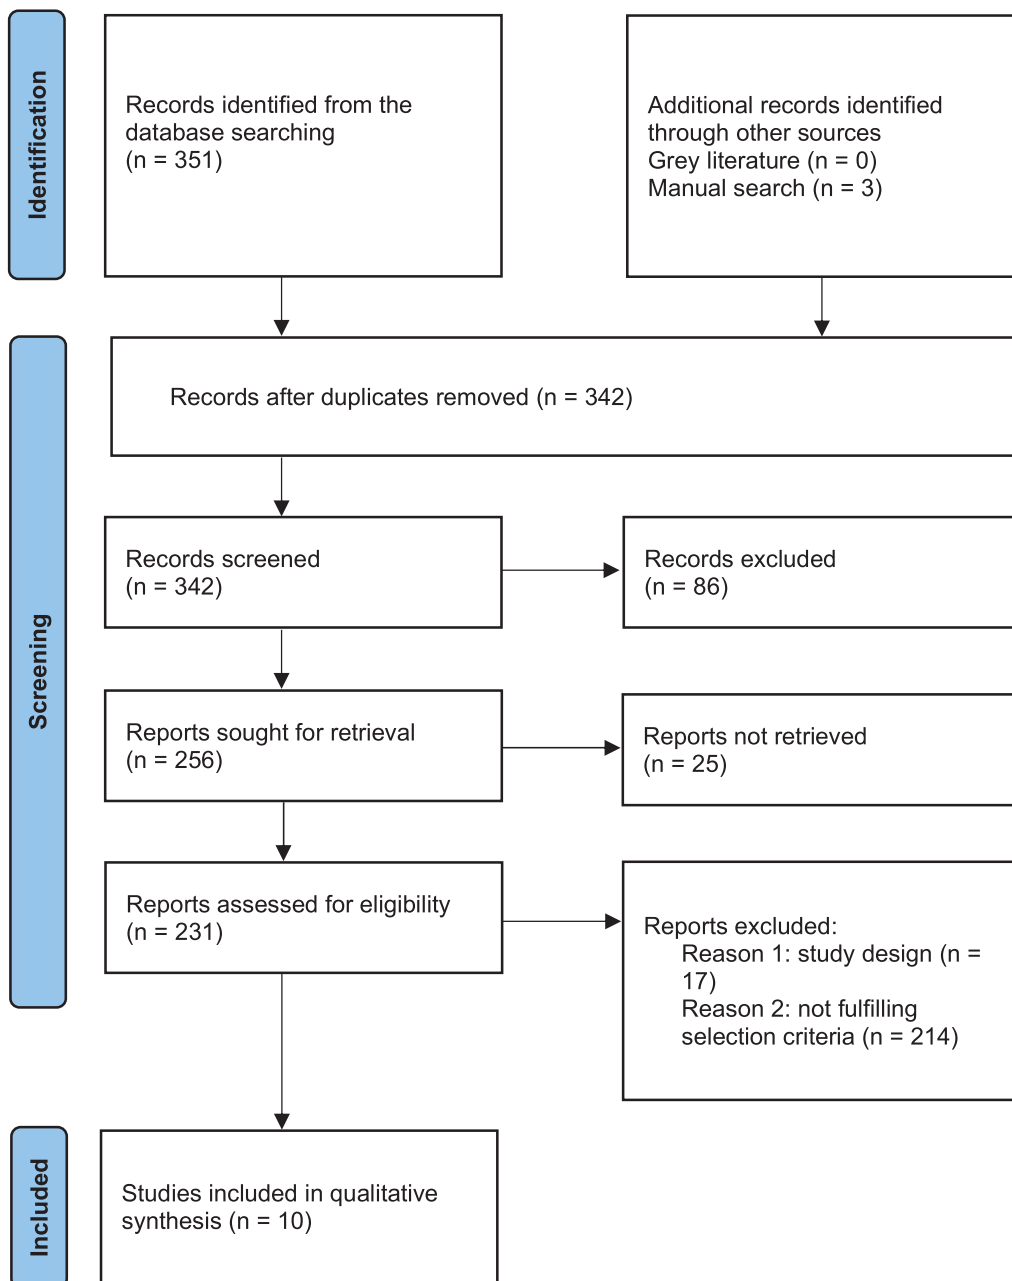 Identification
Records identified from the
database searching
(n = 351)
Additional records identified
through other sources
Grey literature (n = 0)
Manual search (n = 3)
Screening
Records after duplicates removed (n = 342)
Records screened
(n = 342)
Records excluded
(n = 86)
Reports sought for retrieval
(n = 256)
Reports not retrieved
(n = 25)
Reports assessed for eligibility
(n = 231)
Reports excluded:
Reason 1: study design (n =
17)
Reason 2: not fulfilling
selection criteria (n = 214)
Included
Studies included in qualitative
synthesis (n = 10)